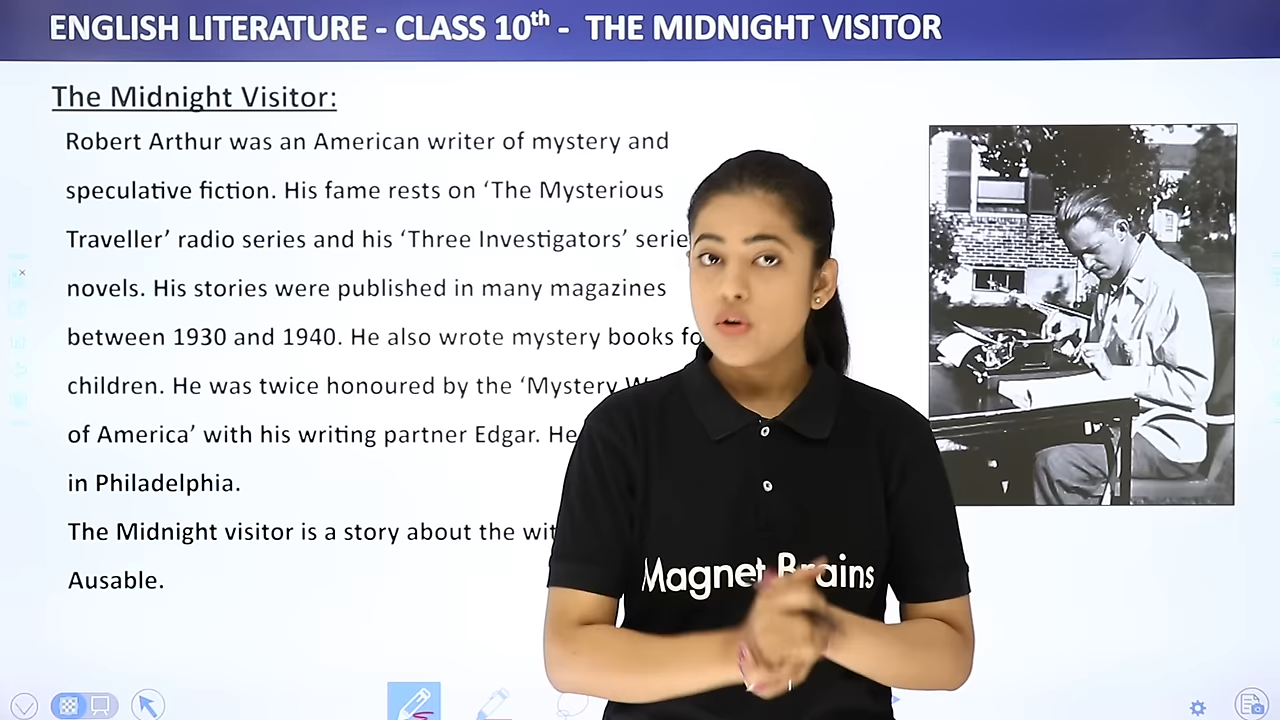 ENGLISH LITERATURE - CLASS 10th - THE MIDNIGHT VISITOR
The Midnight Visitor:
Robert Arthur was an American writer of mystery and
speculative fiction. His fame rests on ‘The Mysterious
Traveller’ radio series and his ‘Three Investigators’
novels. His stories were published in many magazines
between 1930 and 1940. He also wrote mystery books
children. He was twice honoured by the ‘Mystery
of America’ with his writing partner Edgar. He
in Philadelphia.
The Midnight visitor is a story about the
Ausable.
Magnet Brains